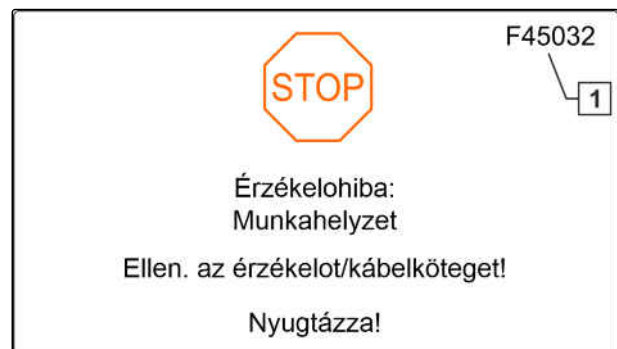 F45032
STOP
1
Érzékelohiba:
Munkahelyzet
Ellen. az érzékelot/kábelköteget!
Nyugtázza!